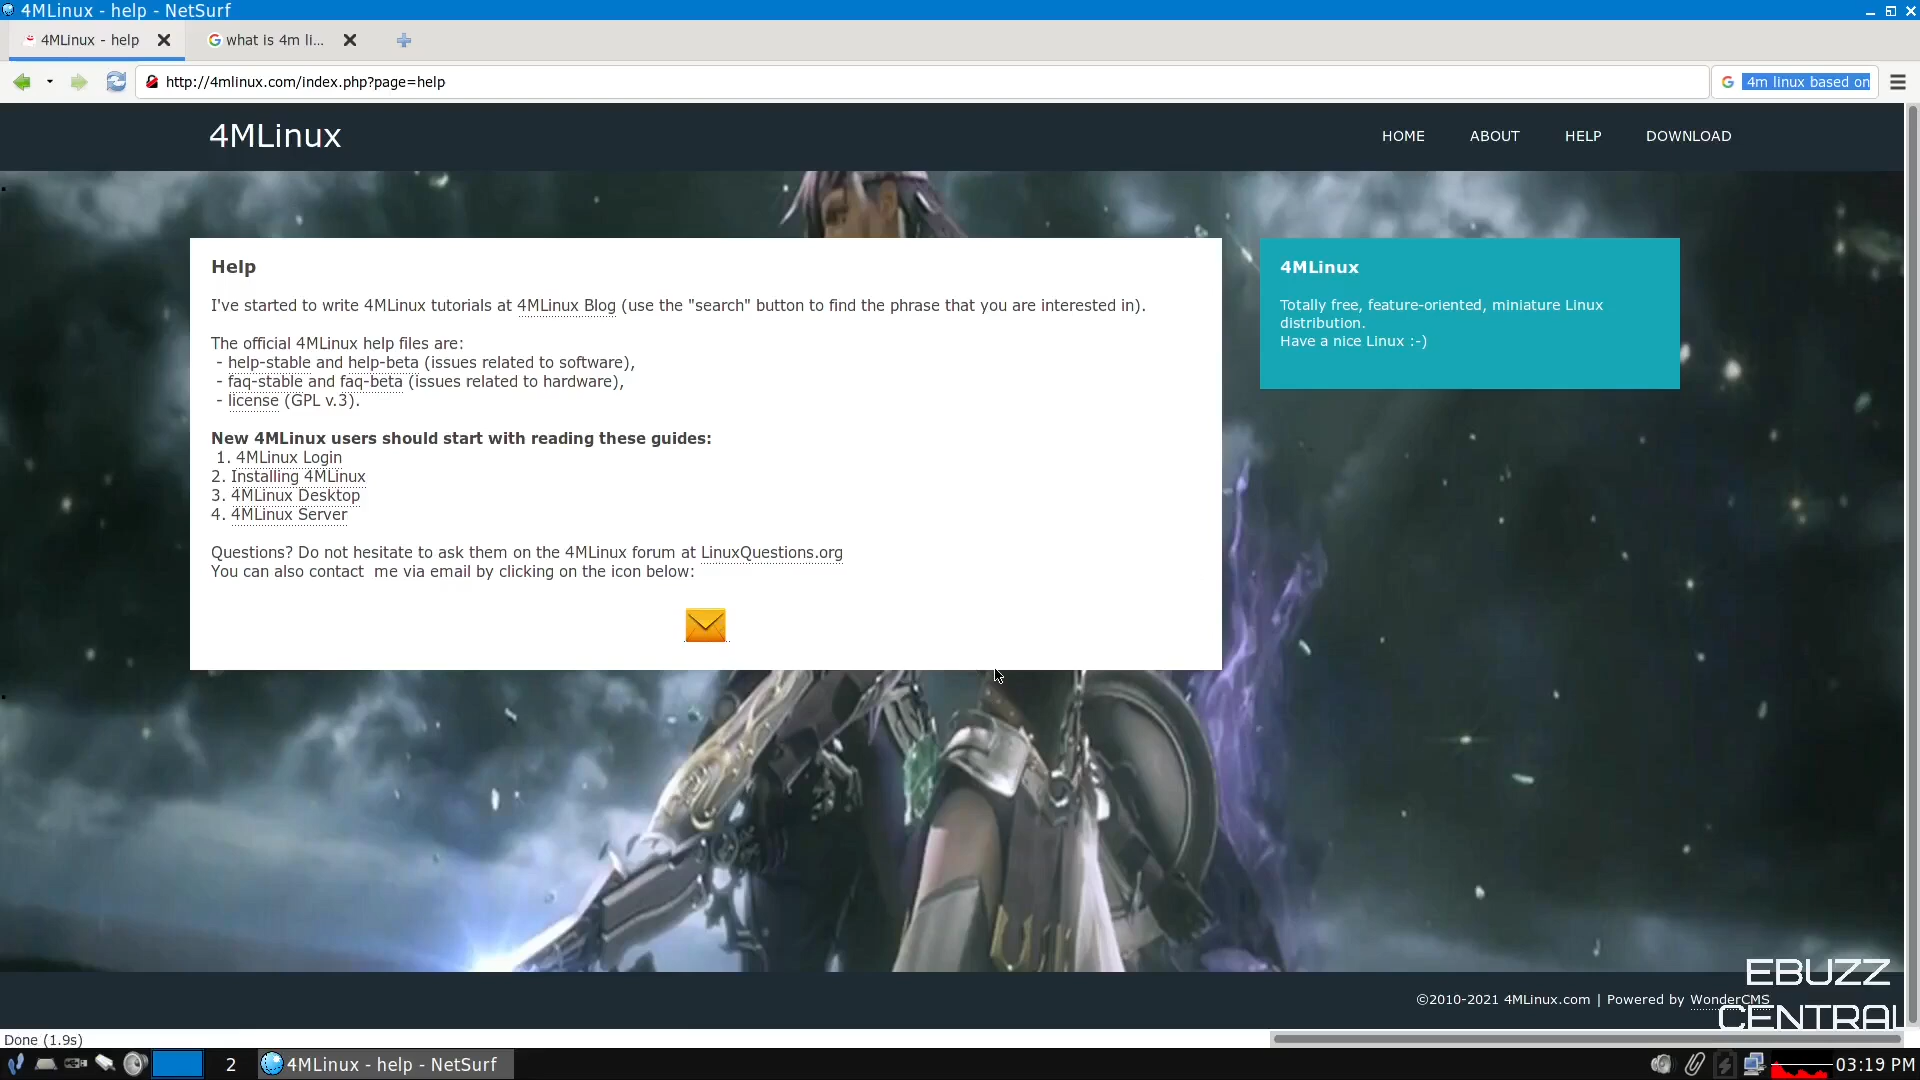 4MLinux - help - NetSurf
4MLinux - help
what is 4m li...
http://4mlinux.com/index.php?page=help
4m linux based on
4MLinux
HOME ABOUT HELP DOWNLOAD
Help
I've started to write 4MLinux tutorials at 4MLinux Blog (use the "search" button to find the phrase that you are interested in).
The official 4MLinux help files are:
- help-stable and help-beta (issues related to software),
- faq-stable and faq-beta (issues related to hardware),
- license (GPL v.3).
New 4MLinux users should start with reading these guides:
1. 4MLinux Login
2. Installing 4MLinux
3. 4MLinux Desktop
4. 4MLinux Server
Questions? Do not hesitate to ask them on the 4MLinux forum at LinuxQuestions.org
You can also contact  me via email by clicking on the icon below:
4MLinux
Totally free, feature-oriented, miniature Linux
distribution.
Have a nice Linux :-)
EBUZZ
CENTRAL
©2010-2021 4MLinux.com | Powered by WonderCMS
Done (1.9s)
2
4MLinux - help - NetSurf
03:19 PM